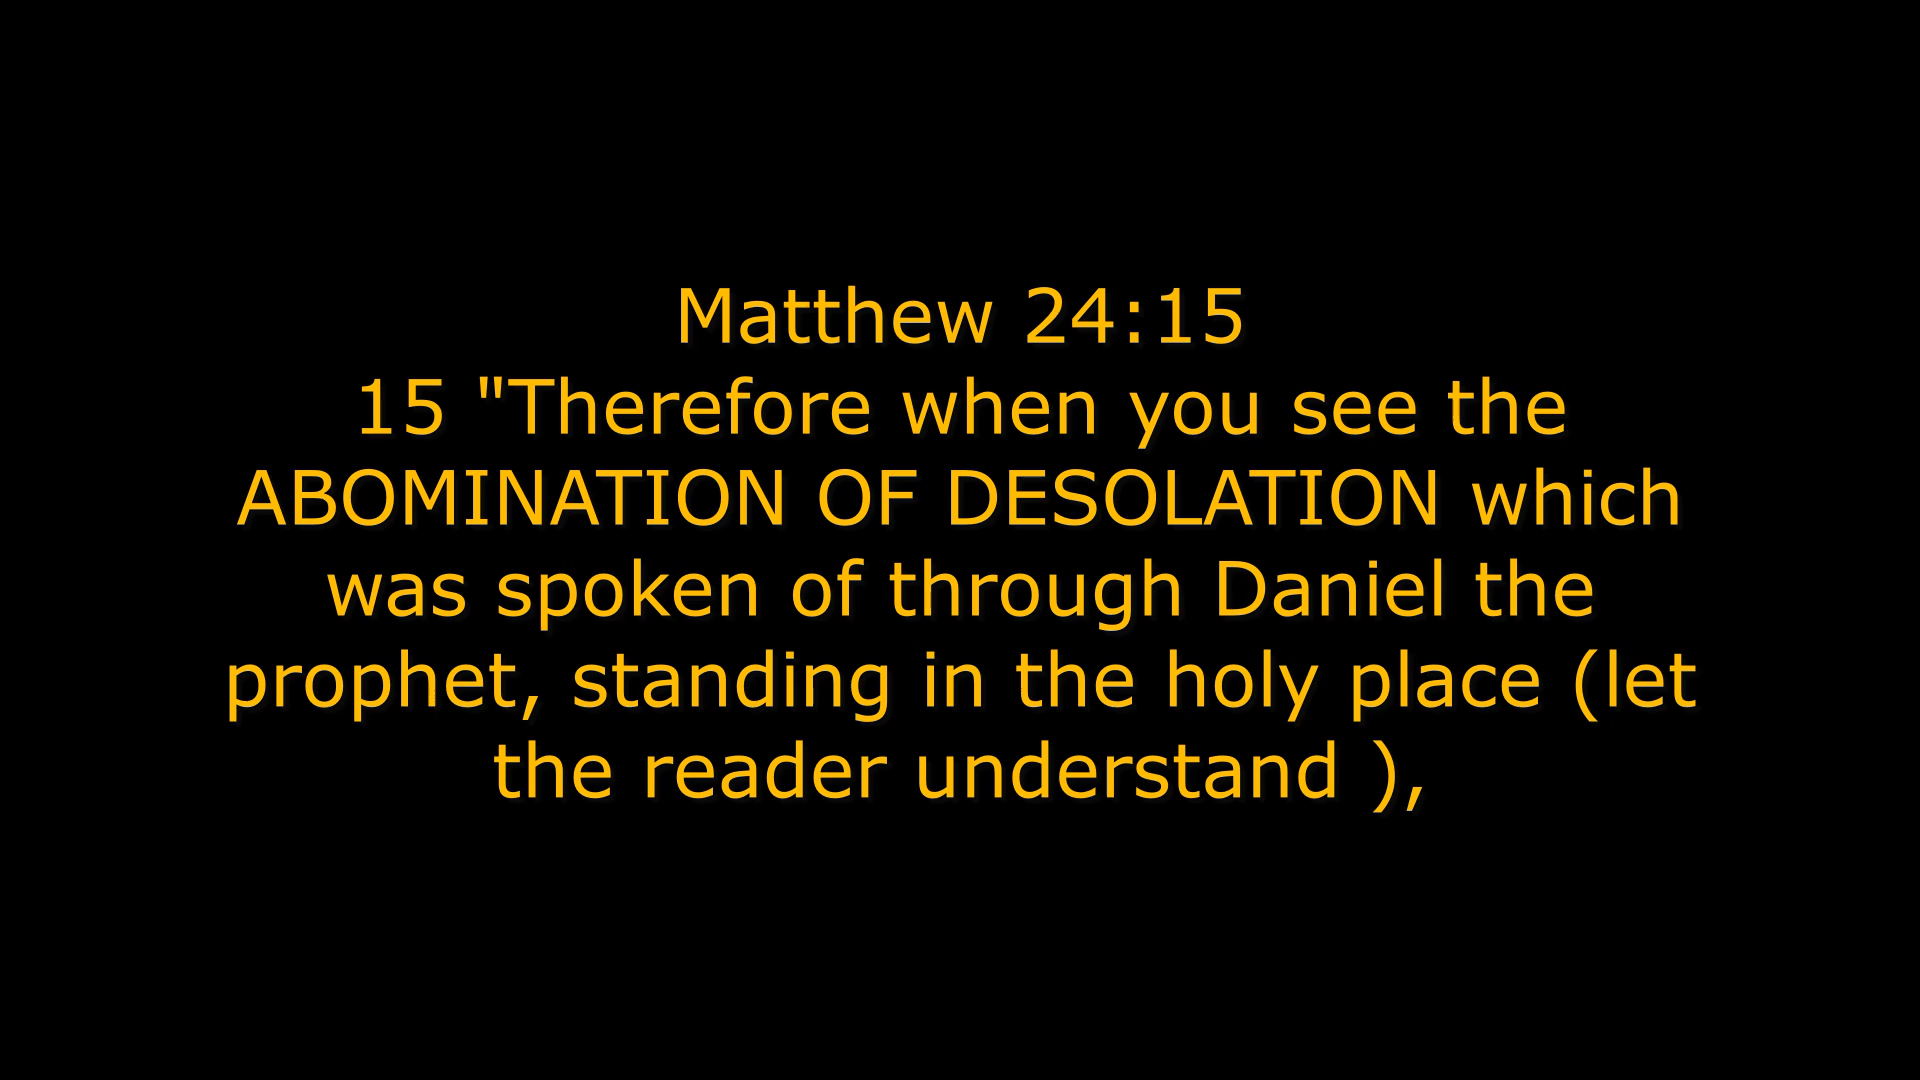 Matthew 24:15
15 "Therefore when you see the
ABOMINATION OF DESOLATION which
was spoken of through Daniel the
prophet, standing in the holy place (let
the reader understand ),